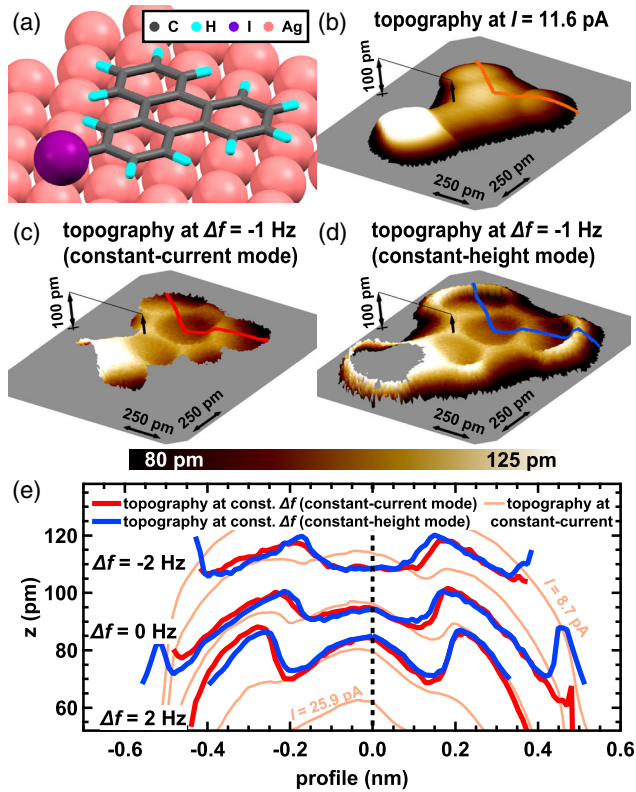 (a)
C H I Ag
(b)
topography at I = 11.6 pA
100 pm
250 pm
250 pm
(c)
topography at Δf = -1 Hz
(constant-current mode)
100 pm
250 pm
250 pm
(d)
topography at Δf = -1 Hz
(constant-height mode)
100 pm
250 pm
250 pm
80 pm
125 pm
(e)
topography at const. Δf (constant-current mode)
topography at const. Δf (constant-height mode)
topography at
constant-current
Δf = -2 Hz
Δf = 0 Hz
Δf = 2 Hz
I = 8.7 pA
I = 25.9 pA
z (pm)
120
100
80
60
-0.6 -0.4 -0.2 0.0 0.2 0.4 0.6
profile (nm)